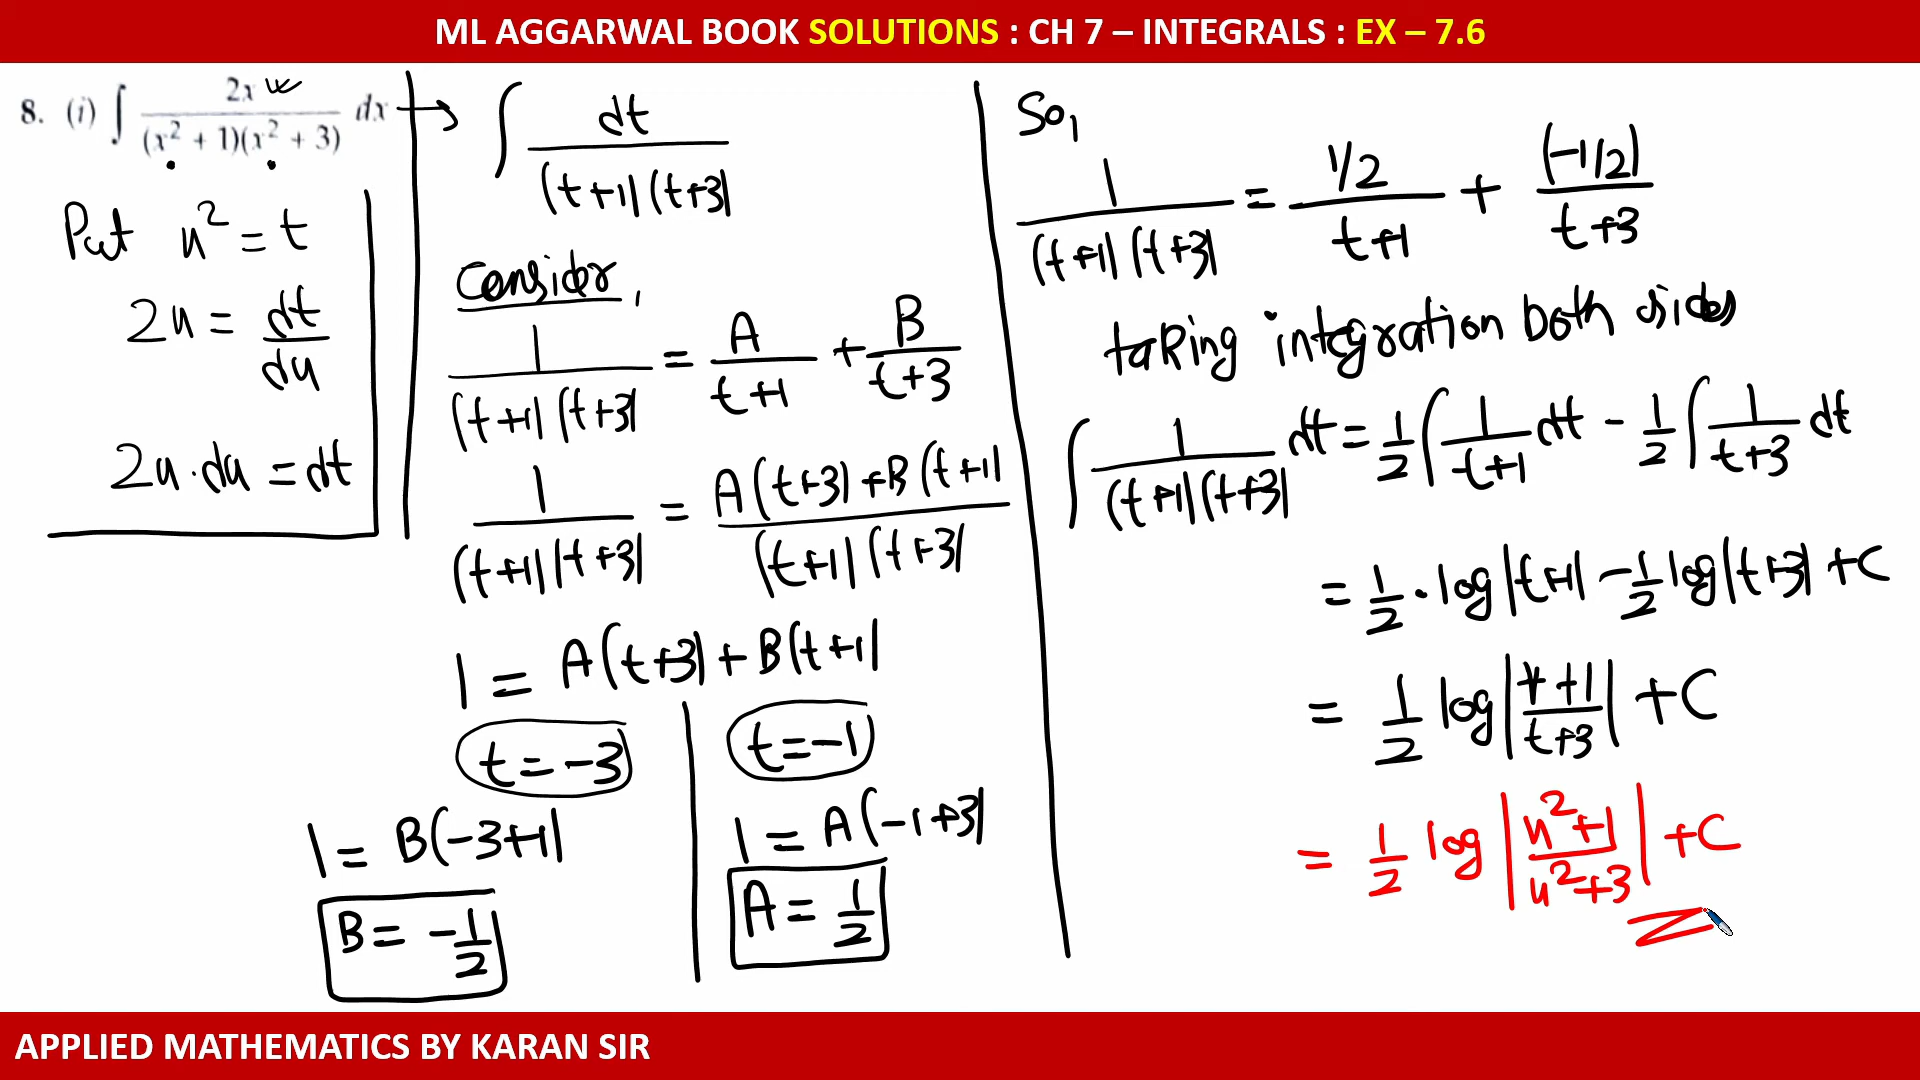 ML AGGARWAL BOOK SOLUTIONS : CH 7 – INTEGRALS : EX – 7.6
8. (i) ∫ 2x / (x² + 1)(x² + 3) dx →
Put x² = t
2x = dt/dx
2x·dx = dt
∫ dt / (t+1)(t+3)
Consider,
1 / (t+1)(t+3) = A / t+1 + B / t+3
1 / (t+1)(t+3) = A(t+3)+B(t+1) / (t+1)(t+3)
1 = A(t+3)+B(t+1)
t=-3
1 = B(-3+1)
B = -1/2
t=-1
1 = A(-1+3)
A = 1/2
So,
1 / (t+1)(t+3) = 1/2 / t+1 + (-1/2) / t+3
taking integration both sides
∫ 1 / (t+1)(t+3) dt = 1/2 ∫ 1 / t+1 dt - 1/2 ∫ 1 / t+3 dt
= 1/2 · log|t+1| - 1/2 log|t+3| + C
= 1/2 log|t+1 / t+3| + C
= 1/2 log|x²+1 / x²+3| + C
APPLIED MATHEMATICS BY KARAN SIR